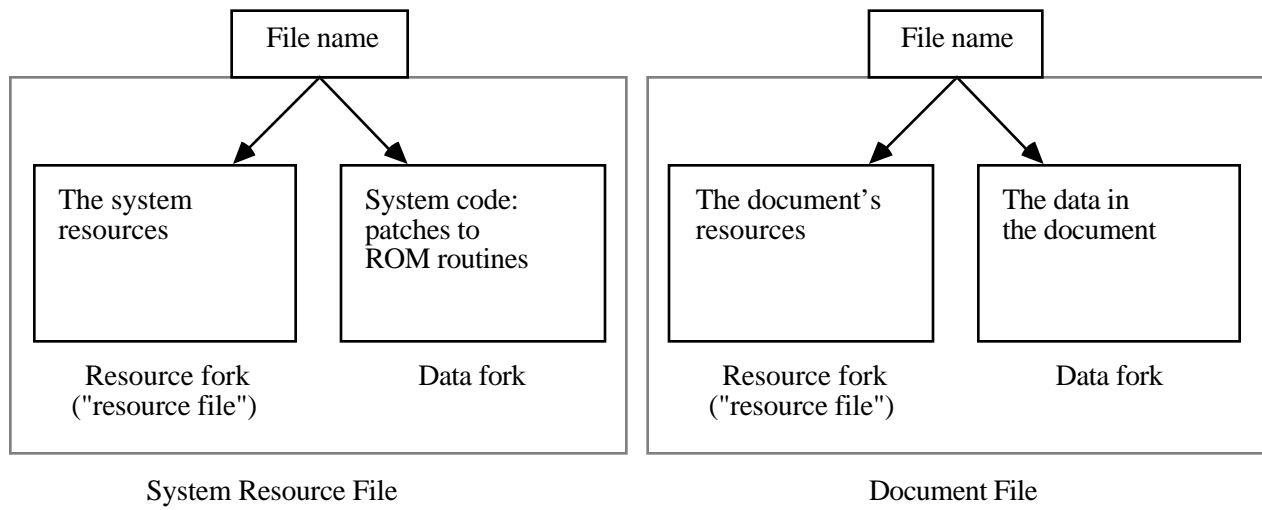 File name
The system
resources
System code:
patches to
ROM routines
Resource fork
("resource file")
Data fork
System Resource File
File name
The document’s
resources
The data in
the document
Resource fork
("resource file")
Data fork
Document File